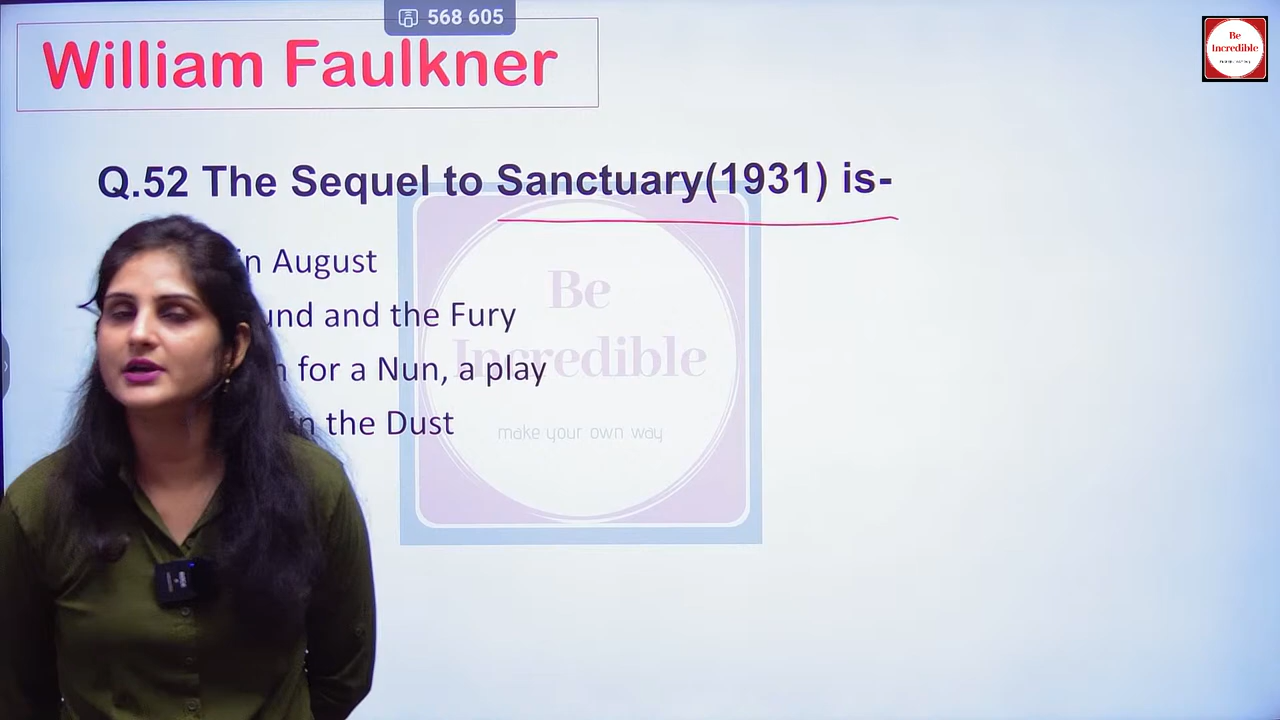 568 605
William Faulkner
Be
Incredible
Q.52 The Sequel to Sanctuary(1931) is-
in August
and the Fury
for a Nun, a play
in the Dust
Be
Incredible
make your own way